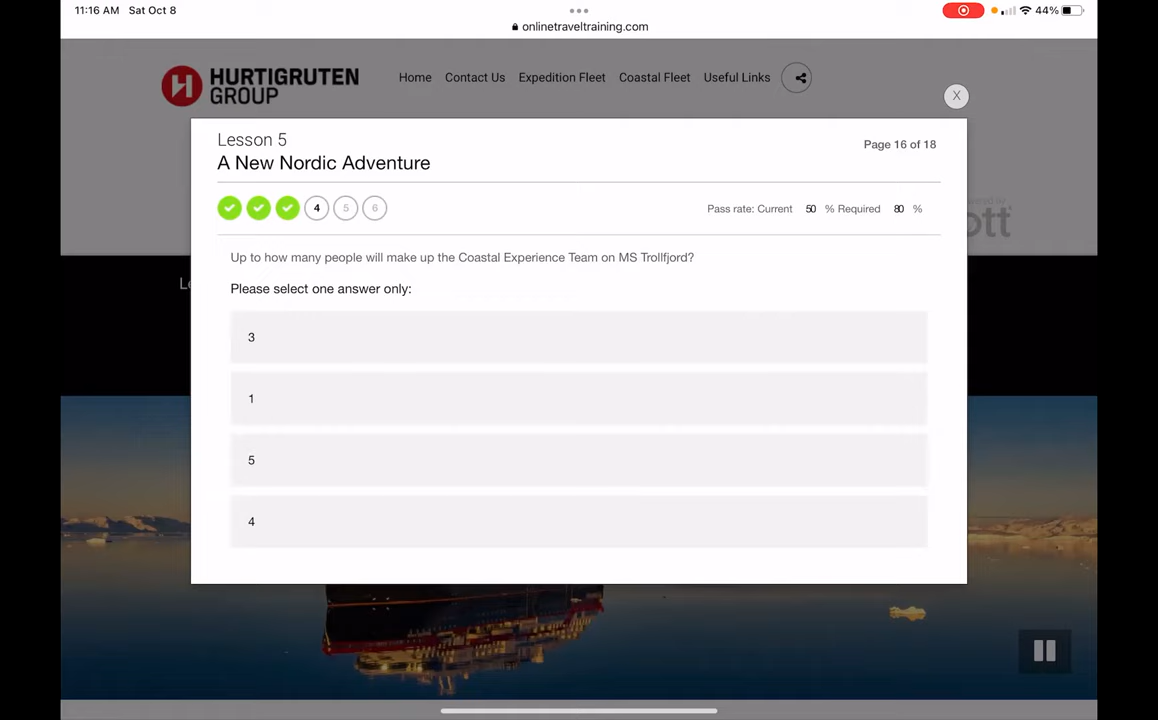 11:16 AM Sat Oct 8
44%
onlinetraveltraining.com
HURTIGRUTEN
GROUP
Home Contact Us Expedition Fleet Coastal Fleet Useful Links
X
Lesson 5
A New Nordic Adventure
Page 16 of 18
4 5 6
Pass rate: Current 50 % Required 80 %
Up to how many people will make up the Coastal Experience Team on MS Trollfjord?
Please select one answer only:
3
1
5
4